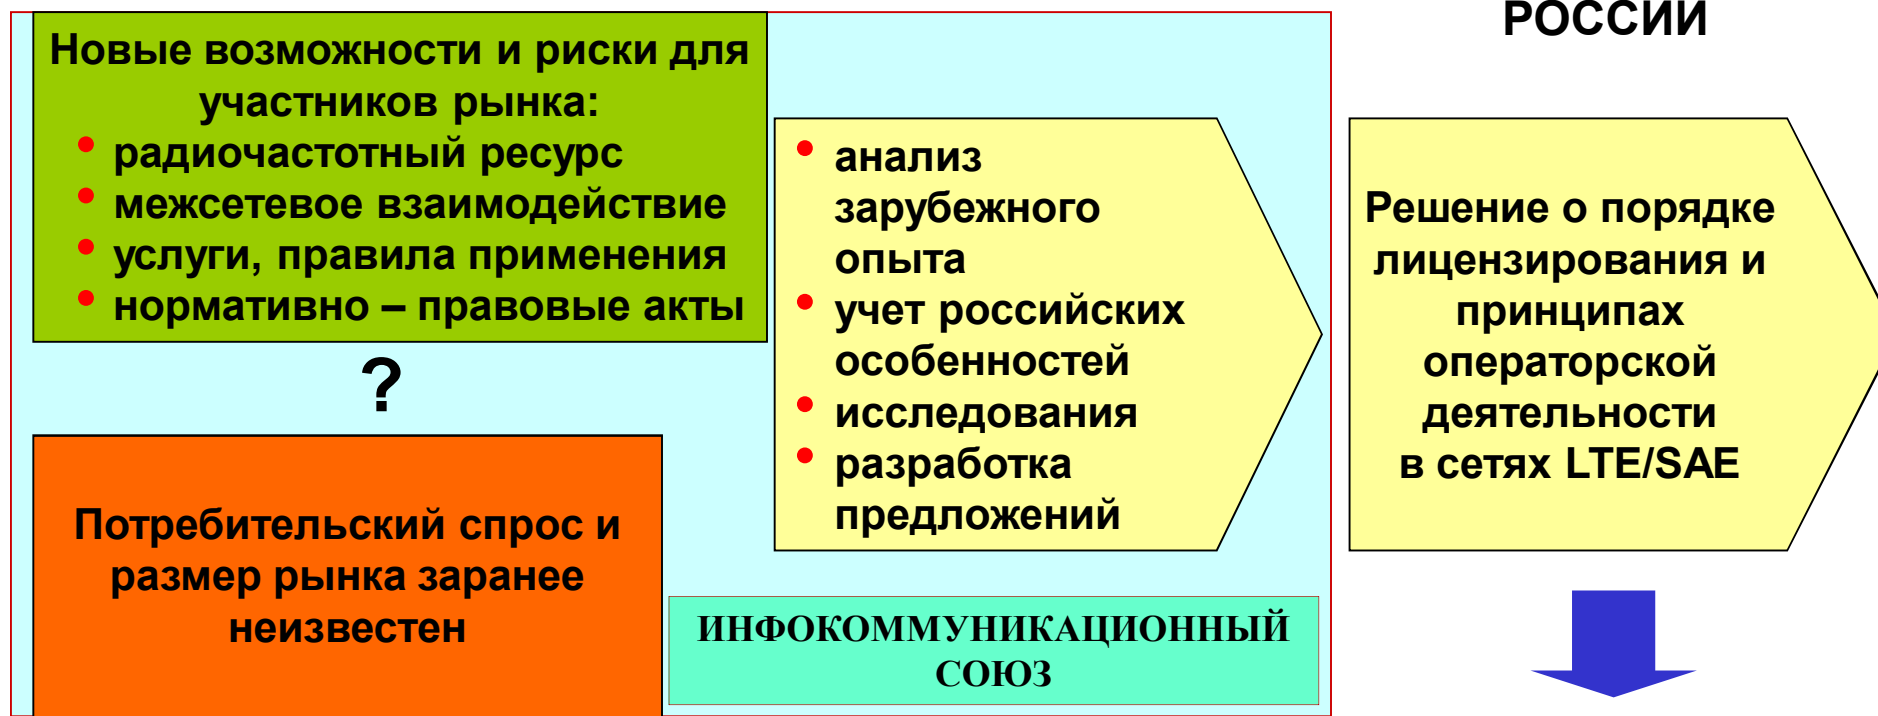 РОССИИ
Новые возможности и риски для
участников рынка:
• радиочастотный ресурс
• межсетевое взаимодействие
• услуги, правила применения
• нормативно – правовые акты
?
Потребительский спрос и
размер рынка заранее
неизвестен
• анализ
зарубежного
опыта
• учет российских
особенностей
• исследования
• разработка
предложений
ИНФОКОММУНИКАЦИОННЫЙ
СОЮЗ
Решение о порядке
лицензирования и
принципах
операторской
деятельности
в сетях LTE/SAE